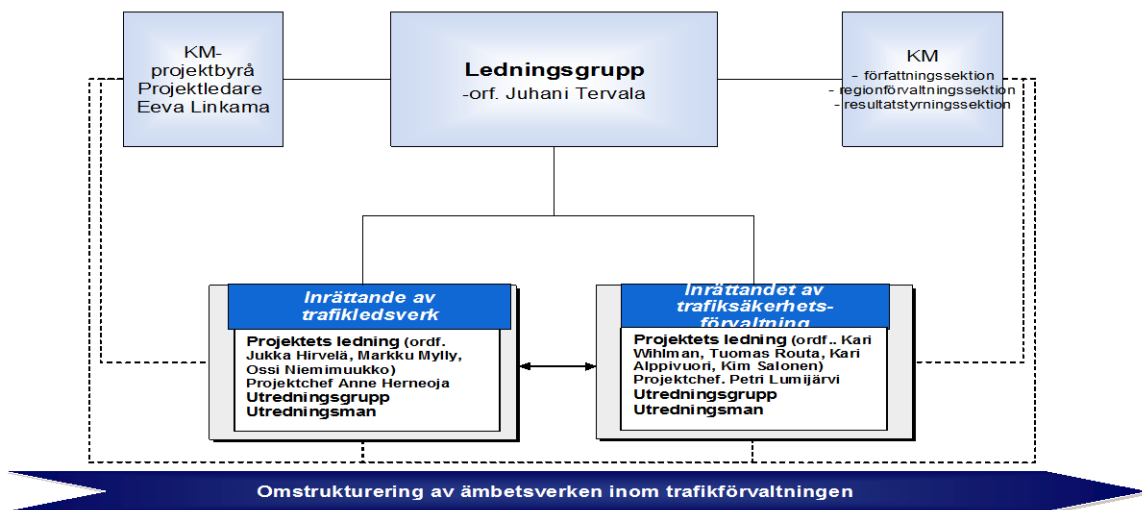 KM-
projektbyrå
Projektledare
Eeva Linkama
Ledningsgrupp
-orf. Juhani Tervala
KM
- författningssektion
- regionförvaltningssektion
- resultatstyrningssektion
Inrättande av
trafikledsverk
Projektets ledning (ordf.
Jukka Hirvelä, Markku Mylly,
Ossi Niemimuukko)
Projektchef Anne Herneoja
Utredningsgrupp
Utredningsman
Inrättandet av
trafiksäkerhets-
förvaltning
Projektets ledning (ordf.. Kari
Wihlman, Tuomas Routa, Kari
Alppivuori, Kim Salonen)
Projektchef. Petri Lumijärvi
Utredningsgrupp
Utredningsman
Omstrukturering av ämbetsverken inom trafikförvaltningen